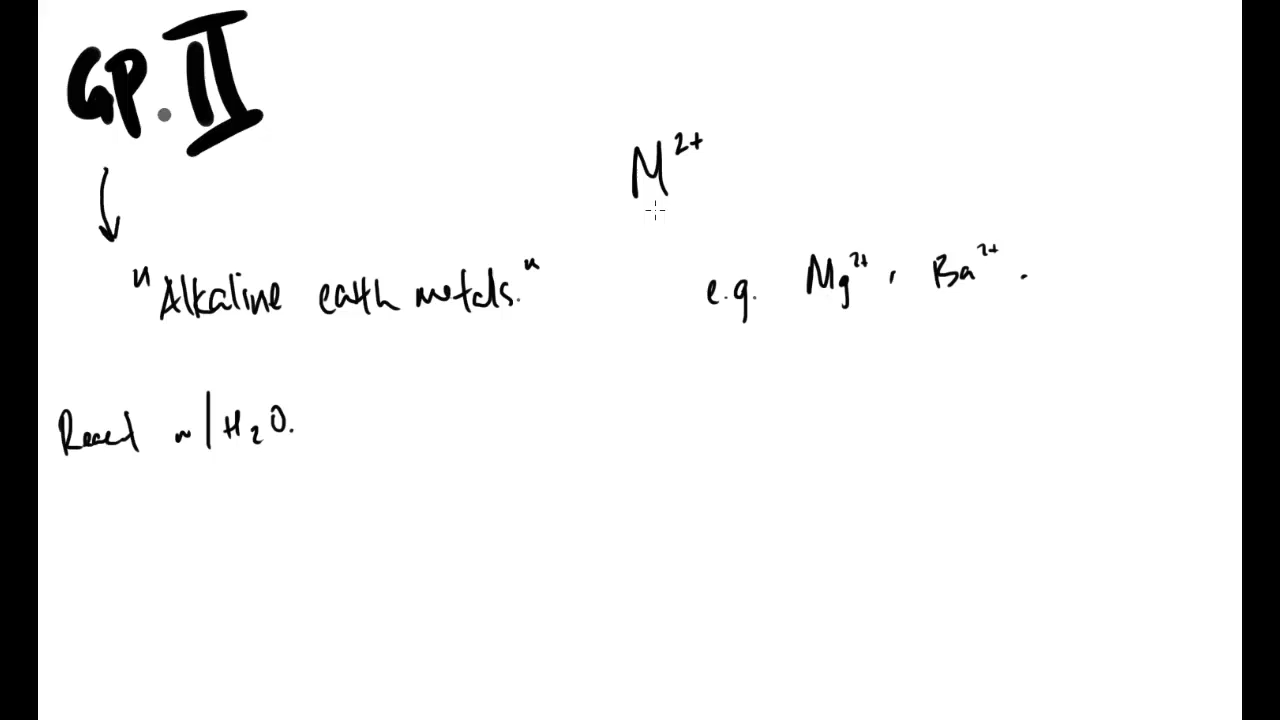 GP. II
M²⁺
"Alkaline earth metals."
e.g. Mg²⁺, Ba²⁺.
React w/ H₂O.